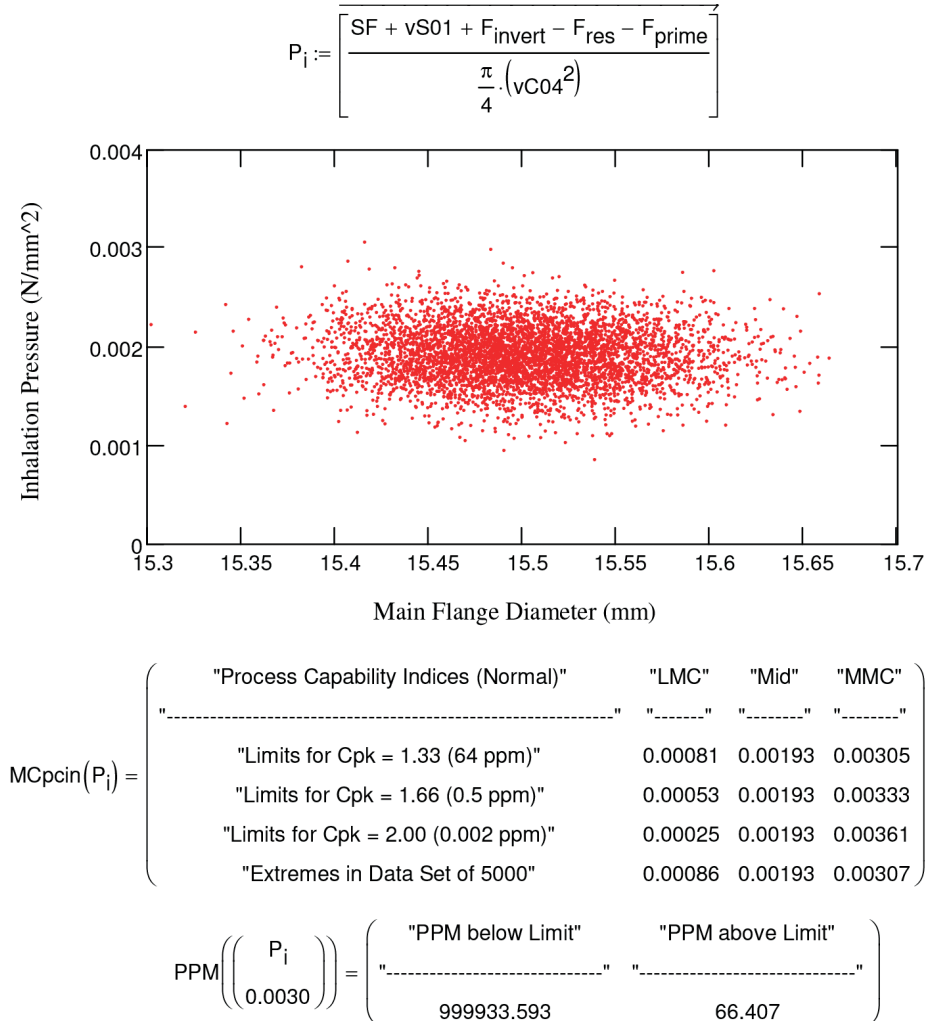 P_i := [ (SF + vS01 + F_invert − F_res − F_prime) / (π/4 · (vC04^2)) ]
0.004
0.003
0.002
0.001
0
Inhalation Pressure (N/mm^2)
15.3 15.35 15.4 15.45 15.5 15.55 15.6 15.65 15.7
Main Flange Diameter (mm)
"Process Capability Indices (Normal)" "LMC" "Mid" "MMC"
"--------------------------------------------------------------" "-------" "--------" "--------"
"Limits for Cpk = 1.33 (64 ppm)" 0.00081 0.00193 0.00305
MCpcin(P_i) =
"Limits for Cpk = 1.66 (0.5 ppm)" 0.00053 0.00193 0.00333
"Limits for Cpk = 2.00 (0.002 ppm)" 0.00025 0.00193 0.00361
"Extremes in Data Set of 5000" 0.00086 0.00193 0.00307
"PPM below Limit" "PPM above Limit"
PPM((P_i 0.0030)) = "------------------------------" "------------------------------"
999933.593 66.407